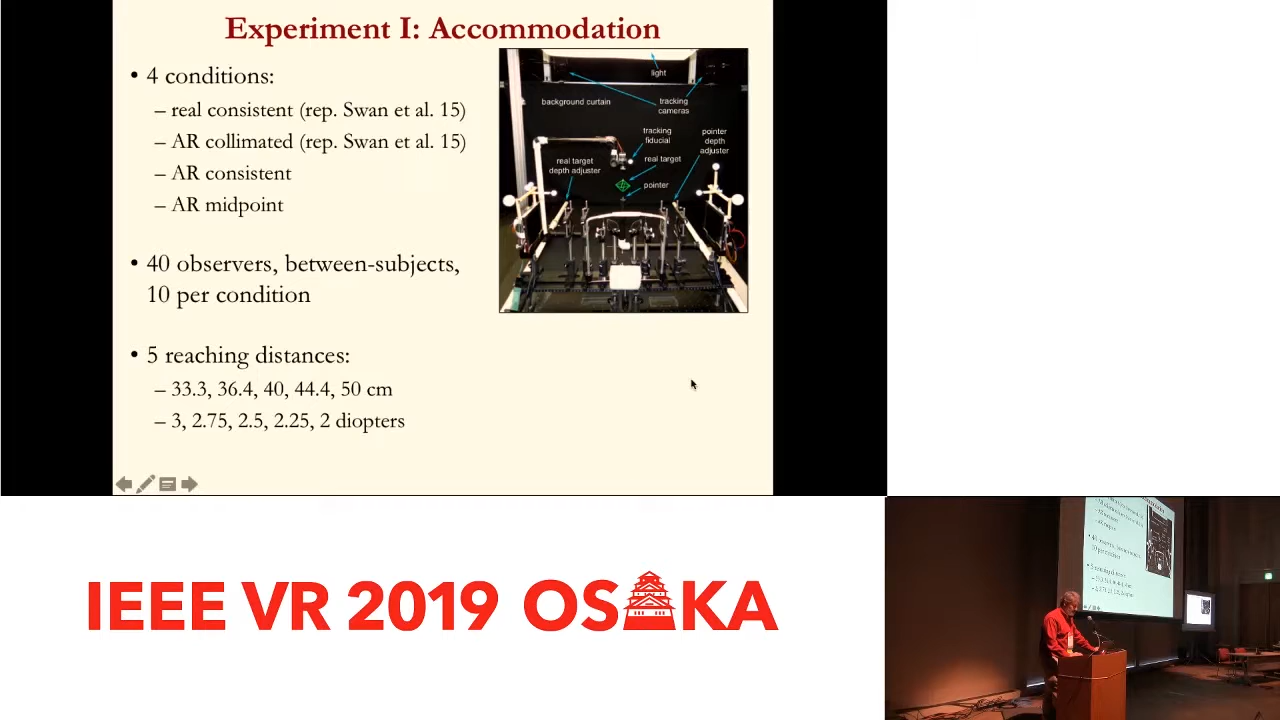 Experiment I: Accommodation
• 4 conditions:
– real consistent (rep. Swan et al. 15)
– AR collimated (rep. Swan et al. 15)
– AR consistent
– AR midpoint
• 40 observers, between-subjects,
10 per condition
• 5 reaching distances:
– 33.3, 36.4, 40, 44.4, 50 cm
– 3, 2.75, 2.5, 2.25, 2 diopters
light
background curtain
tracking
cameras
tracking
fiducial
pointer
depth
adjuster
real target
depth adjuster
real target
pointer
IEEE VR 2019 OSAKA